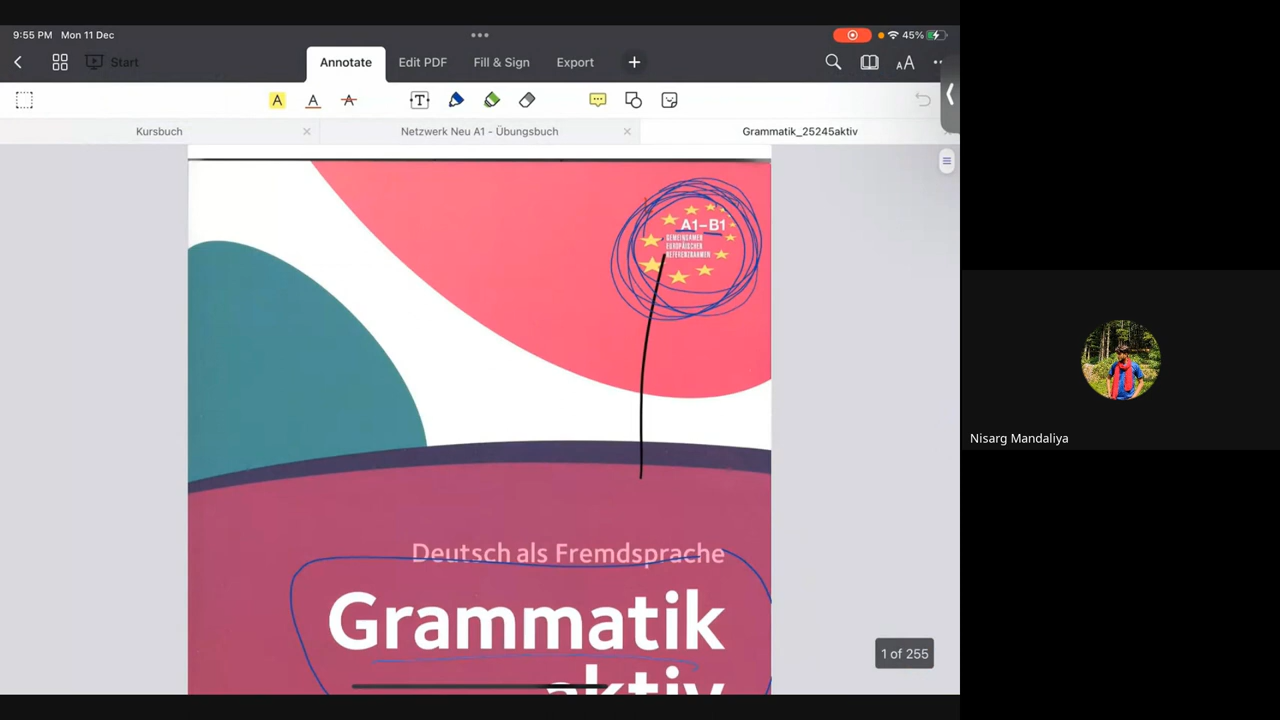 9:55 PM Mon 11 Dec
45%
Start
Annotate
Edit PDF
Fill & Sign
Export
Kursbuch
Netzwerk Neu A1 - Übungsbuch
Grammatik_25245aktiv
A1–B1
GEMEINSAMER
EUROPÄISCHER
REFERENZRAHMEN
Deutsch als Fremdsprache
Grammatik
aktiv
1 of 255
Nisarg Mandaliya